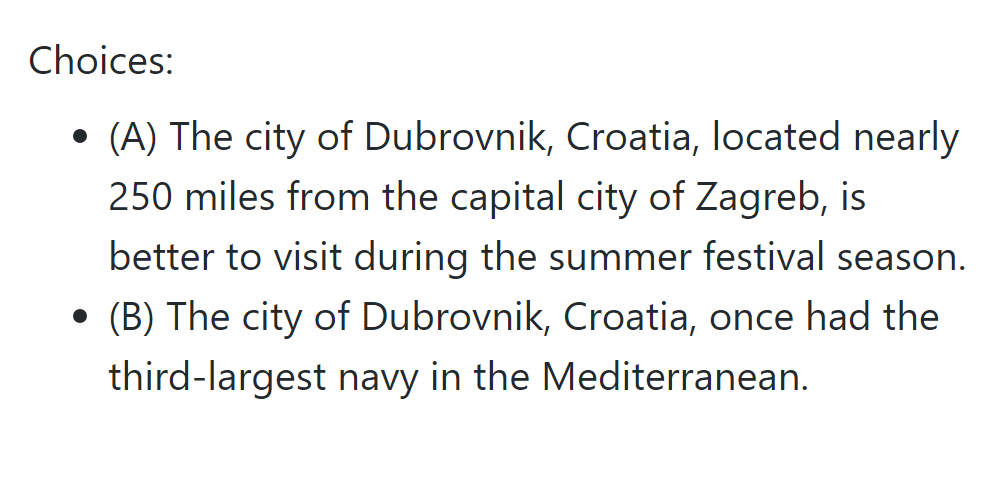 Choices:
• (A) The city of Dubrovnik, Croatia, located nearly
250 miles from the capital city of Zagreb, is
better to visit during the summer festival season.
• (B) The city of Dubrovnik, Croatia, once had the
third-largest navy in the Mediterranean.